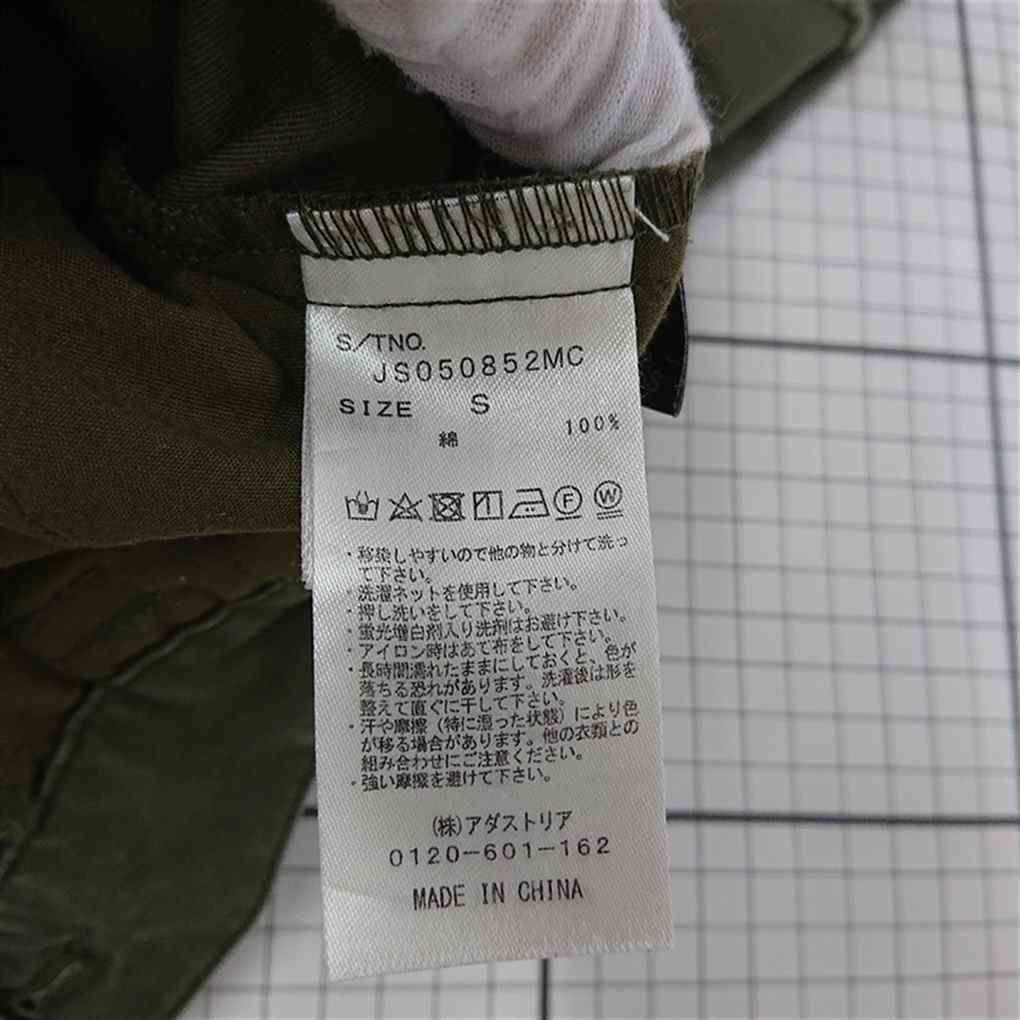 S/TNO.
JS050852MC
SIZE S
綿 100%
F W
・移染しやすいので他の物と分けて洗っ
て下さい。
・洗濯ネットを使用して下さい。
・押し洗いをして下さい。
・蛍光増白剤入り洗剤はお避け下さい。
・アイロン時はあて布をして下さい。
・長時間濡れたままにしておくと、色が
落ちる恐れがあります。洗濯後は形を
整えて直ぐに干して下さい。
・汗や摩擦（特に湿った状態）により色
が移る場合があります。他の衣類との
組み合わせにご注意ください。
・強い摩擦を避けて下さい。
(株)アダストリア
0120-601-162
MADE IN CHINA